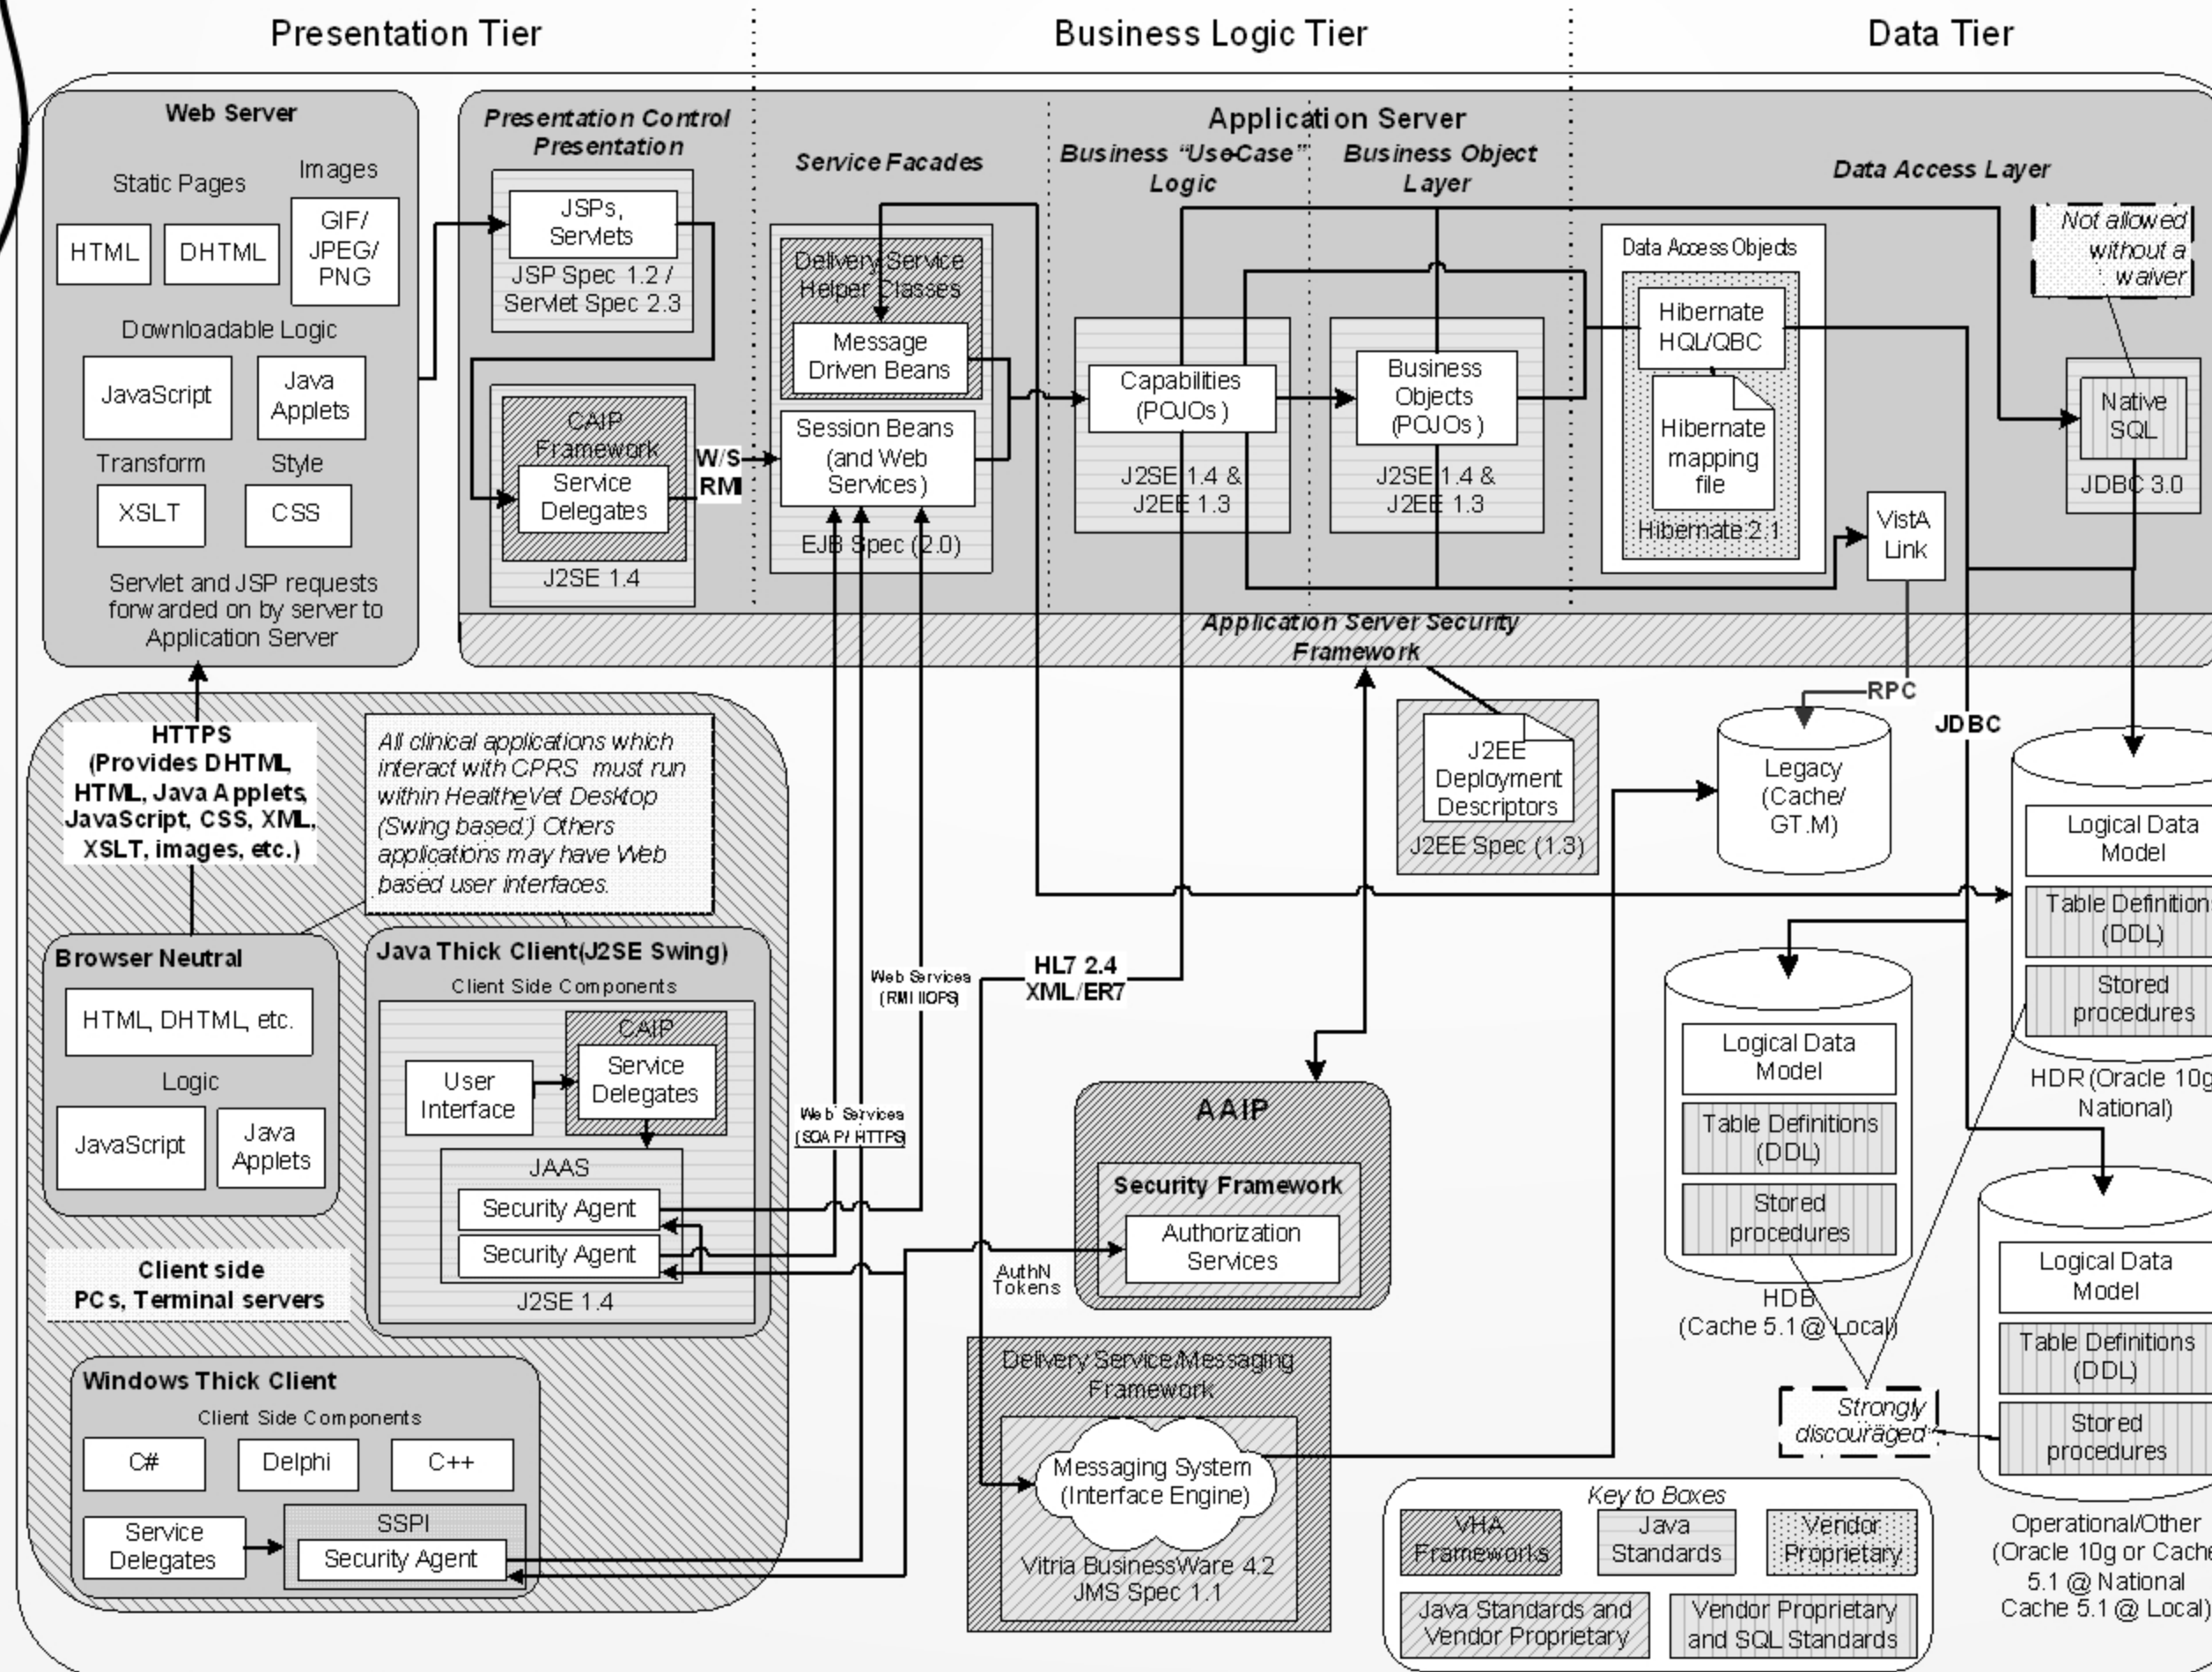 Presentation Tier
Business Logic Tier
Data Tier
Web Server
Static Pages
Images
HTML
DHTML
GIF/
JPEG/
PNG
Downloadable Logic
JavaScript
Java
Applets
Transform
Style
XSLT
CSS
Servlet and JSP requests
forwarded on by server to
Application Server
Application Server
Presentation Control
Presentation
JSPs,
Servlets
JSP Spec 1.2 /
Servlet Spec 2.3
CAIP
Framework
Service
Delegates
J2SE 1.4
W/S
RMI
Service Facades
Delivery Service
Helper Classes
Message
Driven Beans
Session Beans
(and Web
Services)
EJB Spec (2.0)
Business “Use-Case”
Logic
Capabilities
(POJOs)
J2SE 1.4 &
J2EE 1.3
Business Object
Layer
Business
Objects
(POJOs)
J2SE 1.4 &
J2EE 1.3
Data Access Layer
Data Access Objects
Hibernate
HQL/QBC
Hibernate
mapping
file
Hibernate 2.1
VistA
Link
Not allowed
without a
waiver
Native
SQL
JDBC 3.0
Application Server Security
Framework
HTTPS
(Provides DHTML,
HTML, Java Applets,
JavaScript, CSS, XML,
XSLT, images, etc.)
All clinical applications which
interact with CPRS must run
within HealtheVet Desktop
(Swing based.) Others
applications may have Web
based user interfaces.
Browser Neutral
HTML, DHTML, etc.
Logic
JavaScript
Java
Applets
Client side
PCs, Terminal servers
Java Thick Client(J2SE Swing)
Client Side Components
User
Interface
CAIP
Service
Delegates
JAAS
Security Agent
Security Agent
J2SE 1.4
Windows Thick Client
Client Side Components
C#
Delphi
C++
Service
Delegates
SSPI
Security Agent
Web Services
(RMI IIOPS)
Web Services
(SOAP/ HTTPS)
HL7 2.4
XML/ER7
AuthN
Tokens
AAIP
Security Framework
Authorization
Services
Delivery Service/Messaging
Framework
Messaging System
(Interface Engine)
Vitria BusinessWare 4.2
JMS Spec 1.1
J2EE
Deployment
Descriptors
J2EE Spec (1.3)
RPC
JDBC
Legacy
(Cache/
GT.M)
Logical Data
Model
Table Definition
(DDL)
Stored
procedures
HDR (Oracle 10g
National)
Logical Data
Model
Table Definitions
(DDL)
Stored
procedures
HDB
(Cache 5.1@ Local)
Strongly
discouraged
Logical Data
Model
Table Definitions
(DDL)
Stored
procedures
Operational/Other
(Oracle 10g or Cache
5.1 @ National
Cache 5.1 @ Local)
Key to Boxes
VHA
Frameworks
Java
Standards
Vendor
Proprietary
Java Standards and
Vendor Proprietary
Vendor Proprietary
and SQL Standards